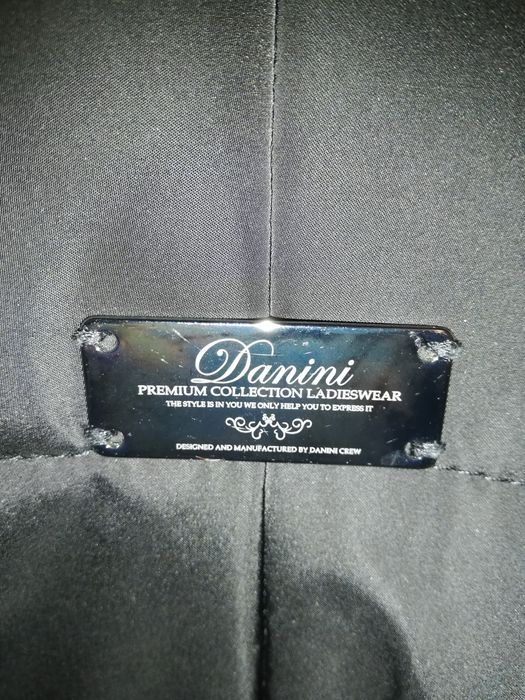 Danini
PREMIUM COLLECTION LADIESWEAR
THE STYLE IS IN YOU WE ONLY HELP YOU TO EXPRESS IT
DESIGNED AND MANUFACTURED BY DANINI CREW